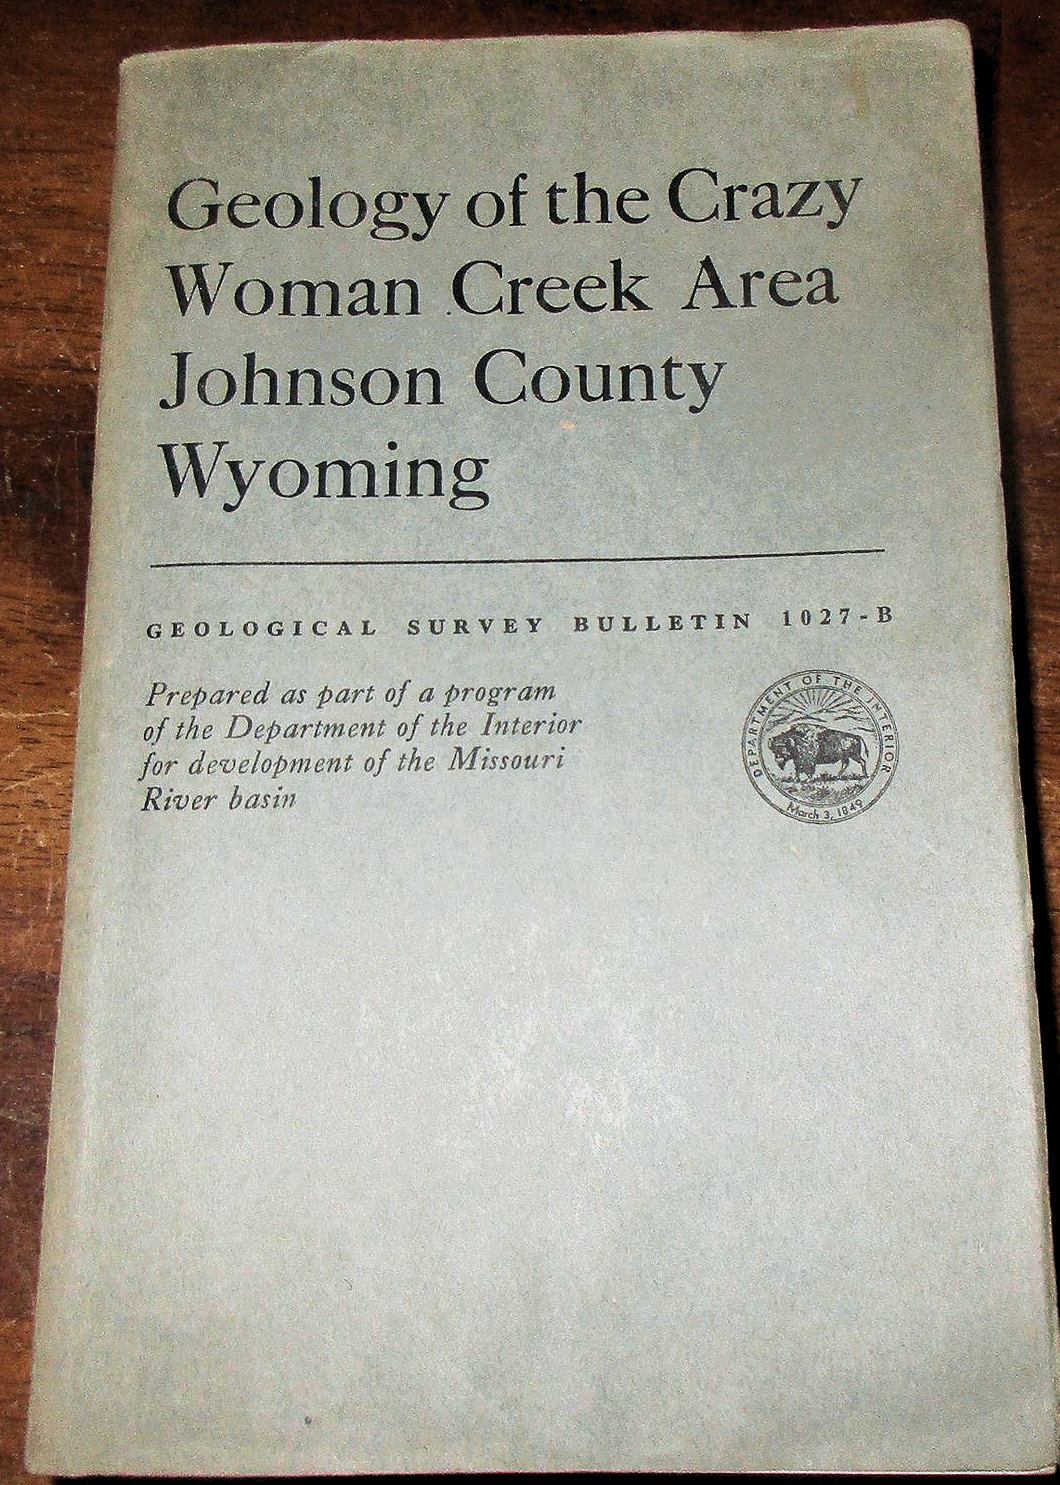 Geology of the Crazy
Woman Creek Area
Johnson County
Wyoming
GEOLOGICAL SURVEY BULLETIN 1027-B
Prepared as part of a program
of the Department of the Interior
for development of the Missouri
River basin
DEPARTMENT OF THE INTERIOR
March 3, 1849